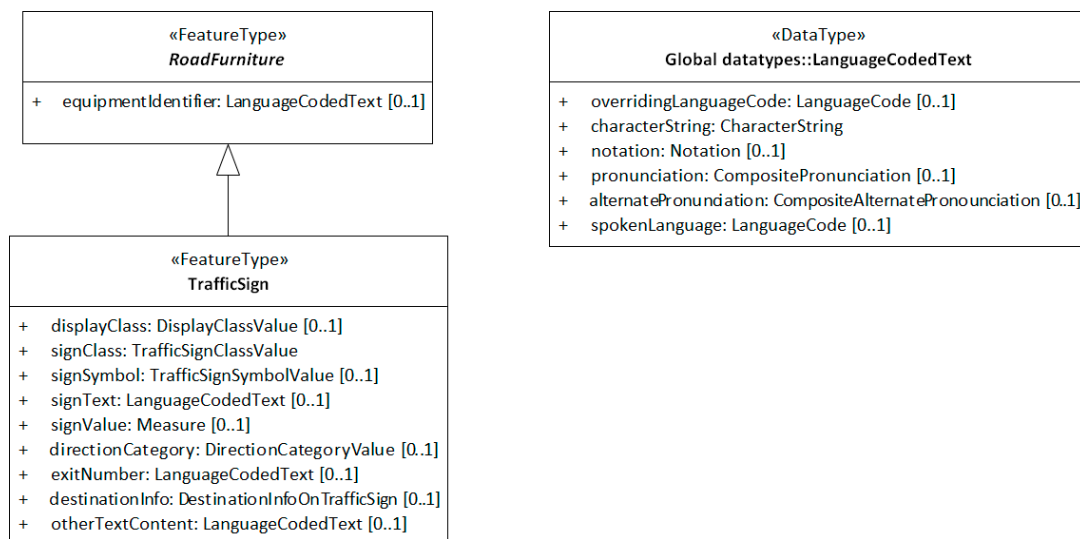 «FeatureType»
RoadFurniture
+ equipmentIdentifier: LanguageCodedText [0..1]
«FeatureType»
TrafficSign
+ displayClass: DisplayClassValue [0..1]
+ signClass: TrafficSignClassValue
+ signSymbol: TrafficSignSymbolValue [0..1]
+ signText: LanguageCodedText [0..1]
+ signValue: Measure [0..1]
+ directionCategory: DirectionCategoryValue [0..1]
+ exitNumber: LanguageCodedText [0..1]
+ destinationInfo: DestinationInfoOnTrafficSign [0..1]
+ otherTextContent: LanguageCodedText [0..1]
«DataType»
Global datatypes::LanguageCodedText
+ overridingLanguageCode: LanguageCode [0..1]
+ characterString: CharacterString
+ notation: Notation [0..1]
+ pronunciation: CompositePronunciation [0..1]
+ alternatePronunciation: CompositeAlternatePronounciation [0..1]
+ spokenLanguage: LanguageCode [0..1]